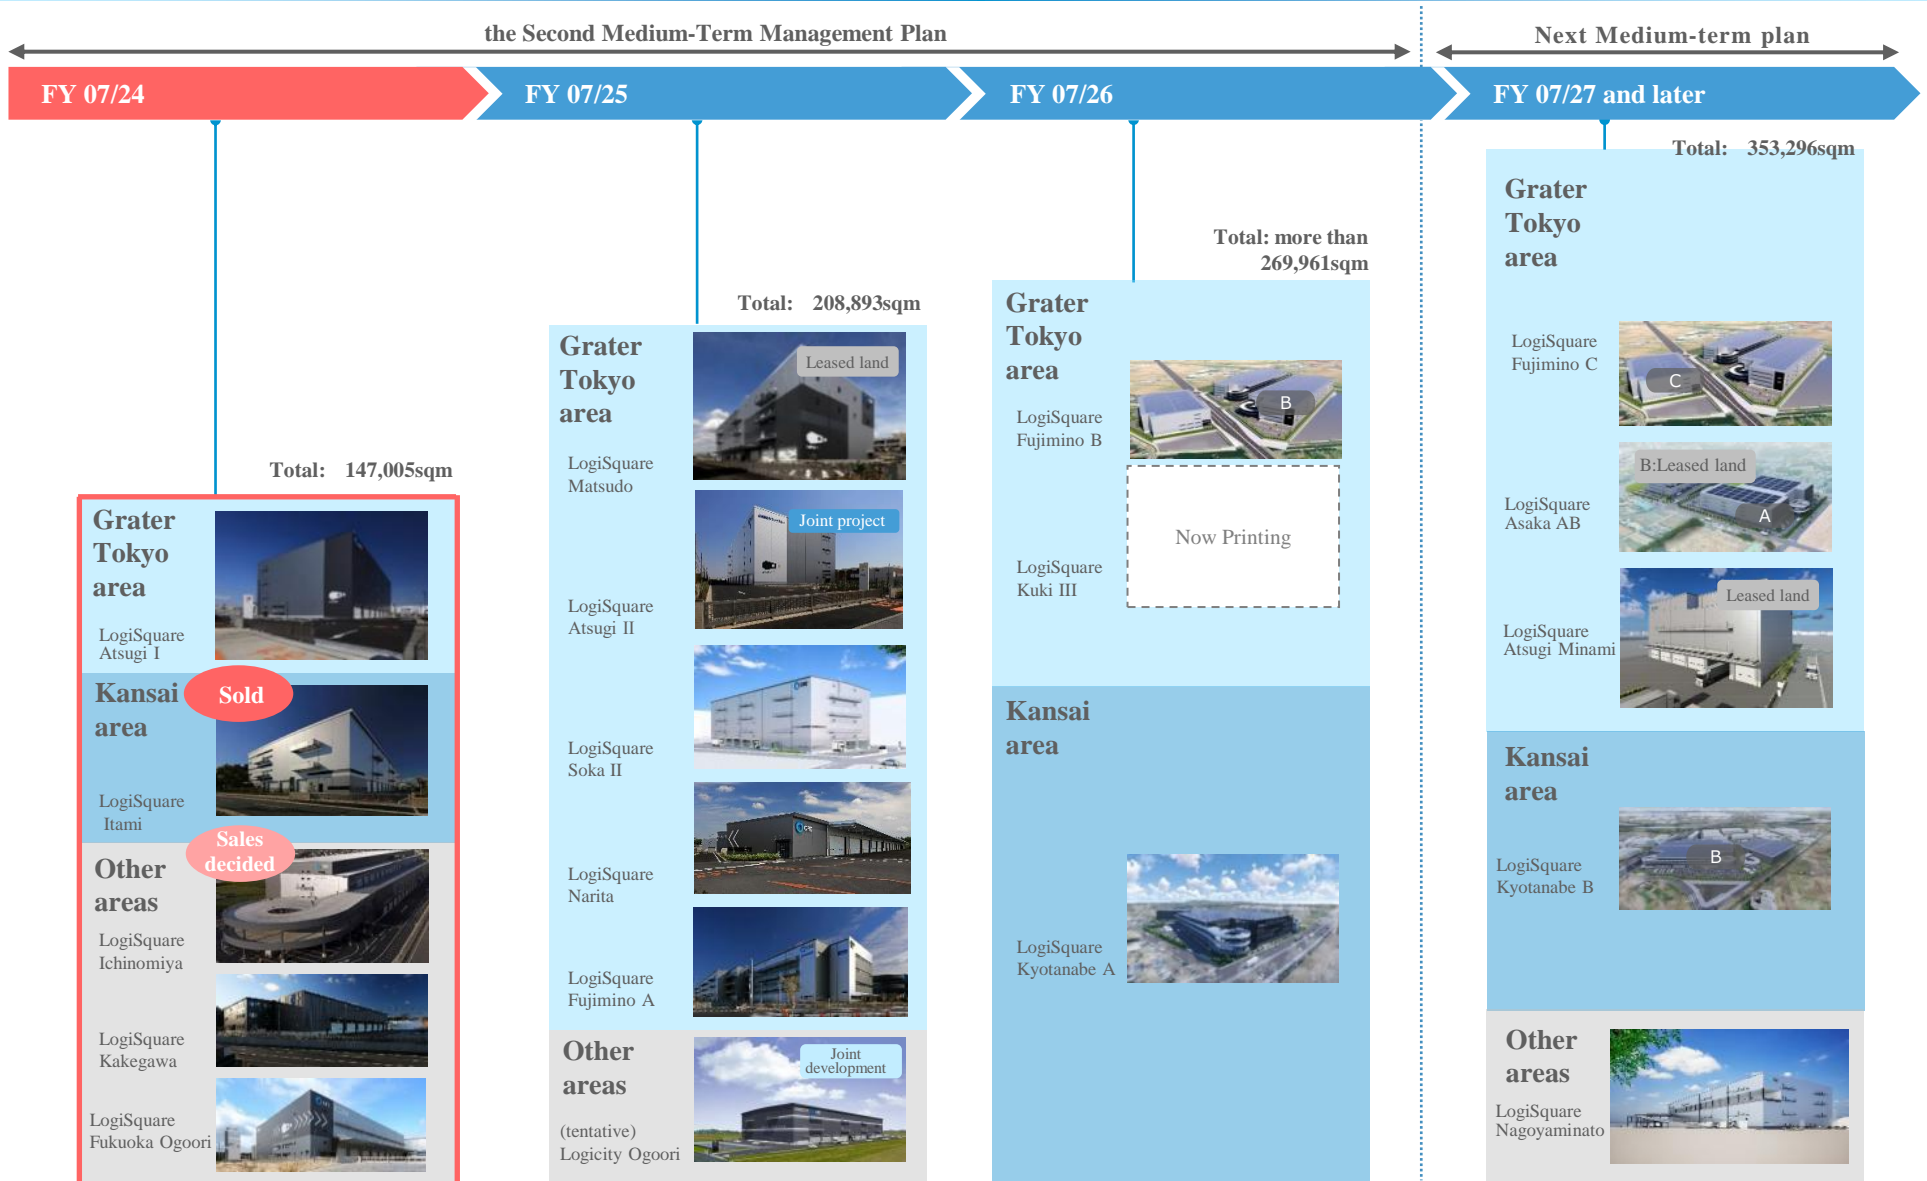 the Second Medium-Term Management Plan
Next Medium-term plan
FY 07/24
FY 07/25
FY 07/26
FY 07/27 and later
Total: 147,005sqm
Grater
Tokyo
area
LogiSquare
Atsugi I
Kansai
area
Sold
LogiSquare
Itami
Sales
decided
Other
areas
LogiSquare
Ichinomiya
LogiSquare
Kakegawa
LogiSquare
Fukuoka Ogoori
Total: 208,893sqm
Grater
Tokyo
area
Leased land
LogiSquare
Matsudo
Joint project
LogiSquare
Atsugi II
LogiSquare
Soka II
LogiSquare
Narita
LogiSquare
Fujimino A
Other
areas
Joint
development
(tentative)
Logicity Ogoori
Total: more than
269,961sqm
Grater
Tokyo
area
LogiSquare
Fujimino B
B
Now Printing
LogiSquare
Kuki III
Kansai
area
LogiSquare
Kyotanabe A
Total: 353,296sqm
Grater
Tokyo
area
LogiSquare
Fujimino C
C
B:Leased land
A
LogiSquare
Asaka AB
Leased land
LogiSquare
Atsugi Minami
Kansai
area
B
LogiSquare
Kyotanabe B
Other
areas
LogiSquare
Nagoyaminato